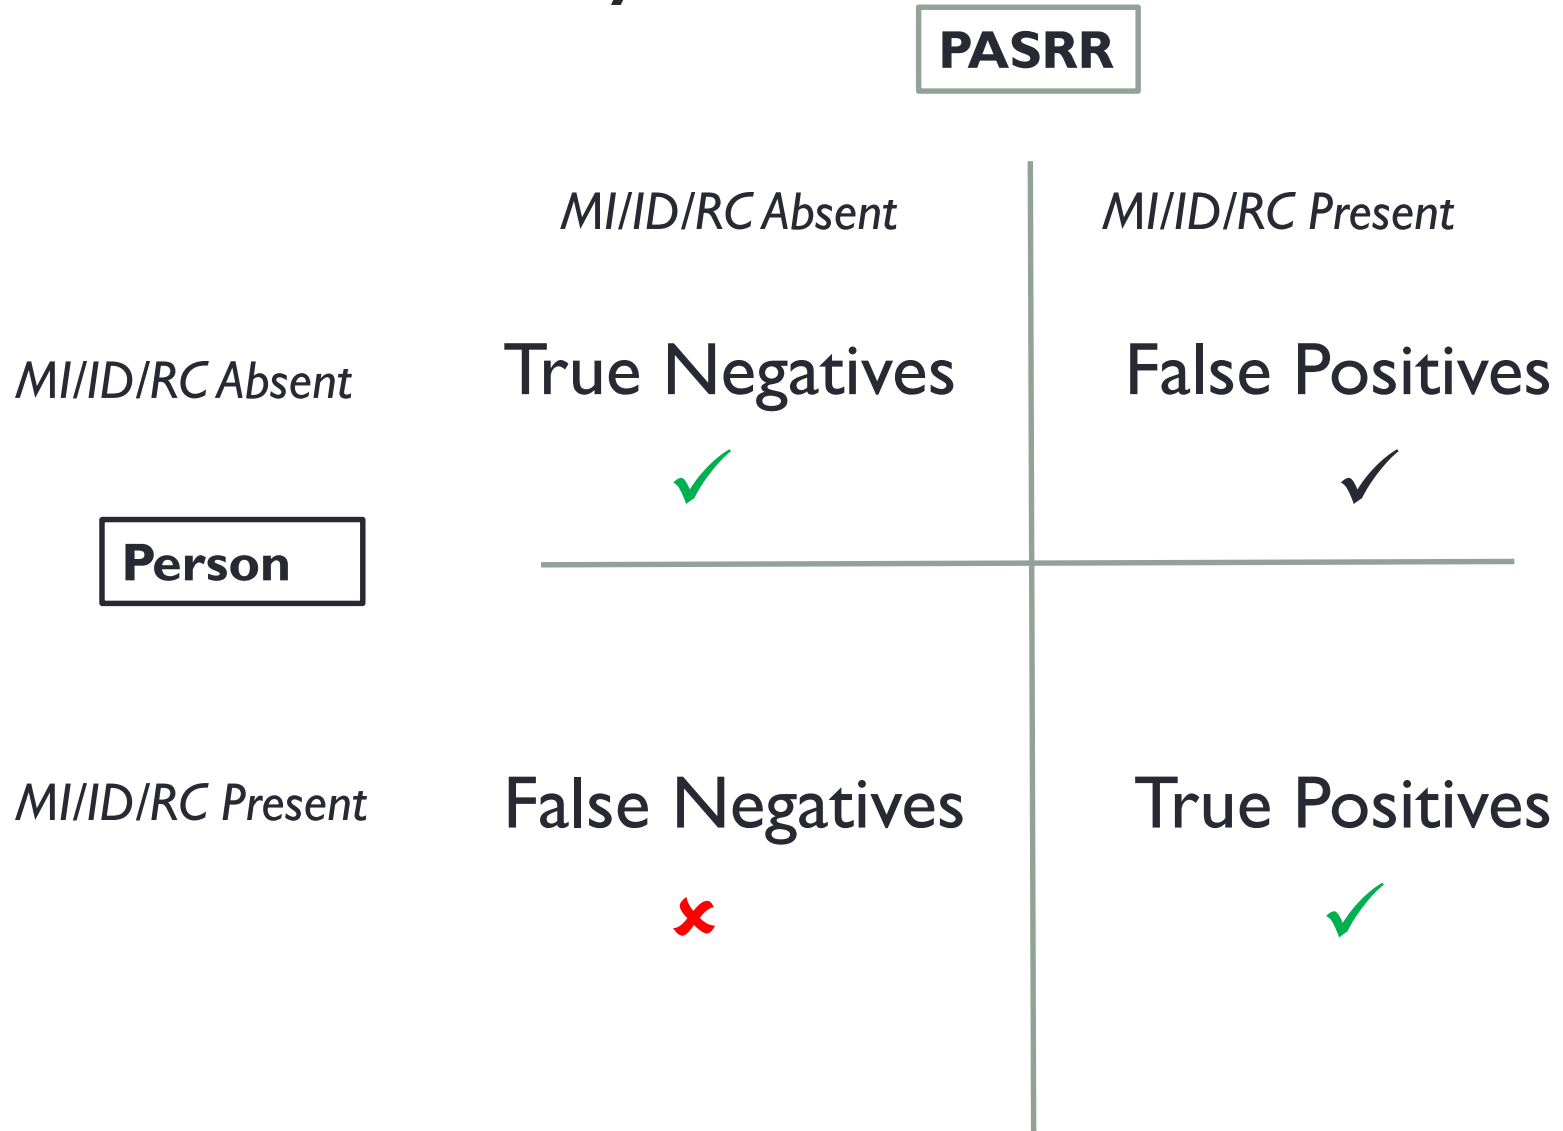 PASRR
MI/ID/RC Absent MI/ID/RC Present
MI/ID/RC Absent True Negatives False Positives
✓ ✓
Person
MI/ID/RC Present False Negatives True Positives
✘ ✓